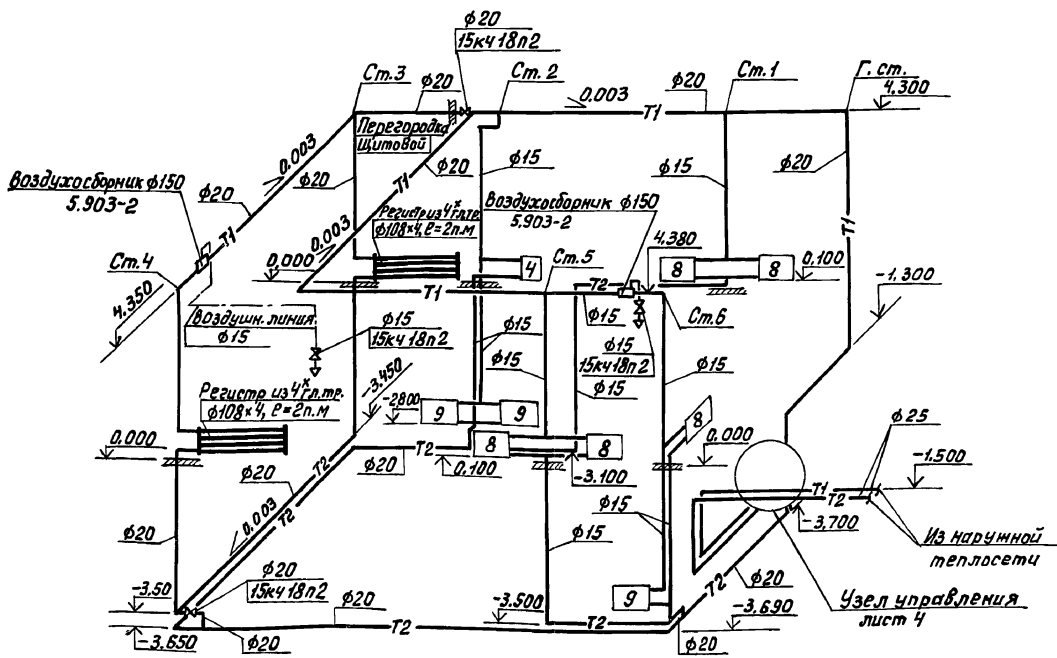 ф20
15кч18п2
Ст.3
ф20
Ст.2
0.003
ф20
Ст.1
Г. ст.
4.300
Т1
Перегородка
Щитовой
0.003
ф20
ф20
ф20
ф15
ф15
ф20
Т1
Воздухосборник ф150
5.903-2
Т1
Воздухосборник ф150
5.903-2
Т1
Регистр из 4х гл.тр.
ф108×4, ℓ=2п.м
0.003
0.000
4
Ст.5
4.380
8
8
0.100
-1.300
Ст.4
Т1
Т2
ф15
Ст.6
4.350
Воздушн. линия
ф15
ф15
15кч18п2
ф15
ф15
15кч18п2
ф15
ф15
ф15
-3.450
Регистр из 4х гл.тр.
ф108×4, ℓ=2п.м
-2.800
9
9
8
8
8
ф25
0.000
Т2
ф20
0.100
-3.100
0.000
-1.500
Т1
Т2
ф20
Т2
0.003
Т2
ф15
-3.700
Из наружной
теплосети
ф20
ф15
ф20
15кч18п2
9
Т2
ф20
-3.50
ф20
-3.500
Узел управления
лист 4
-3.650
ф20
Т2
Т2
-3.690
ф20